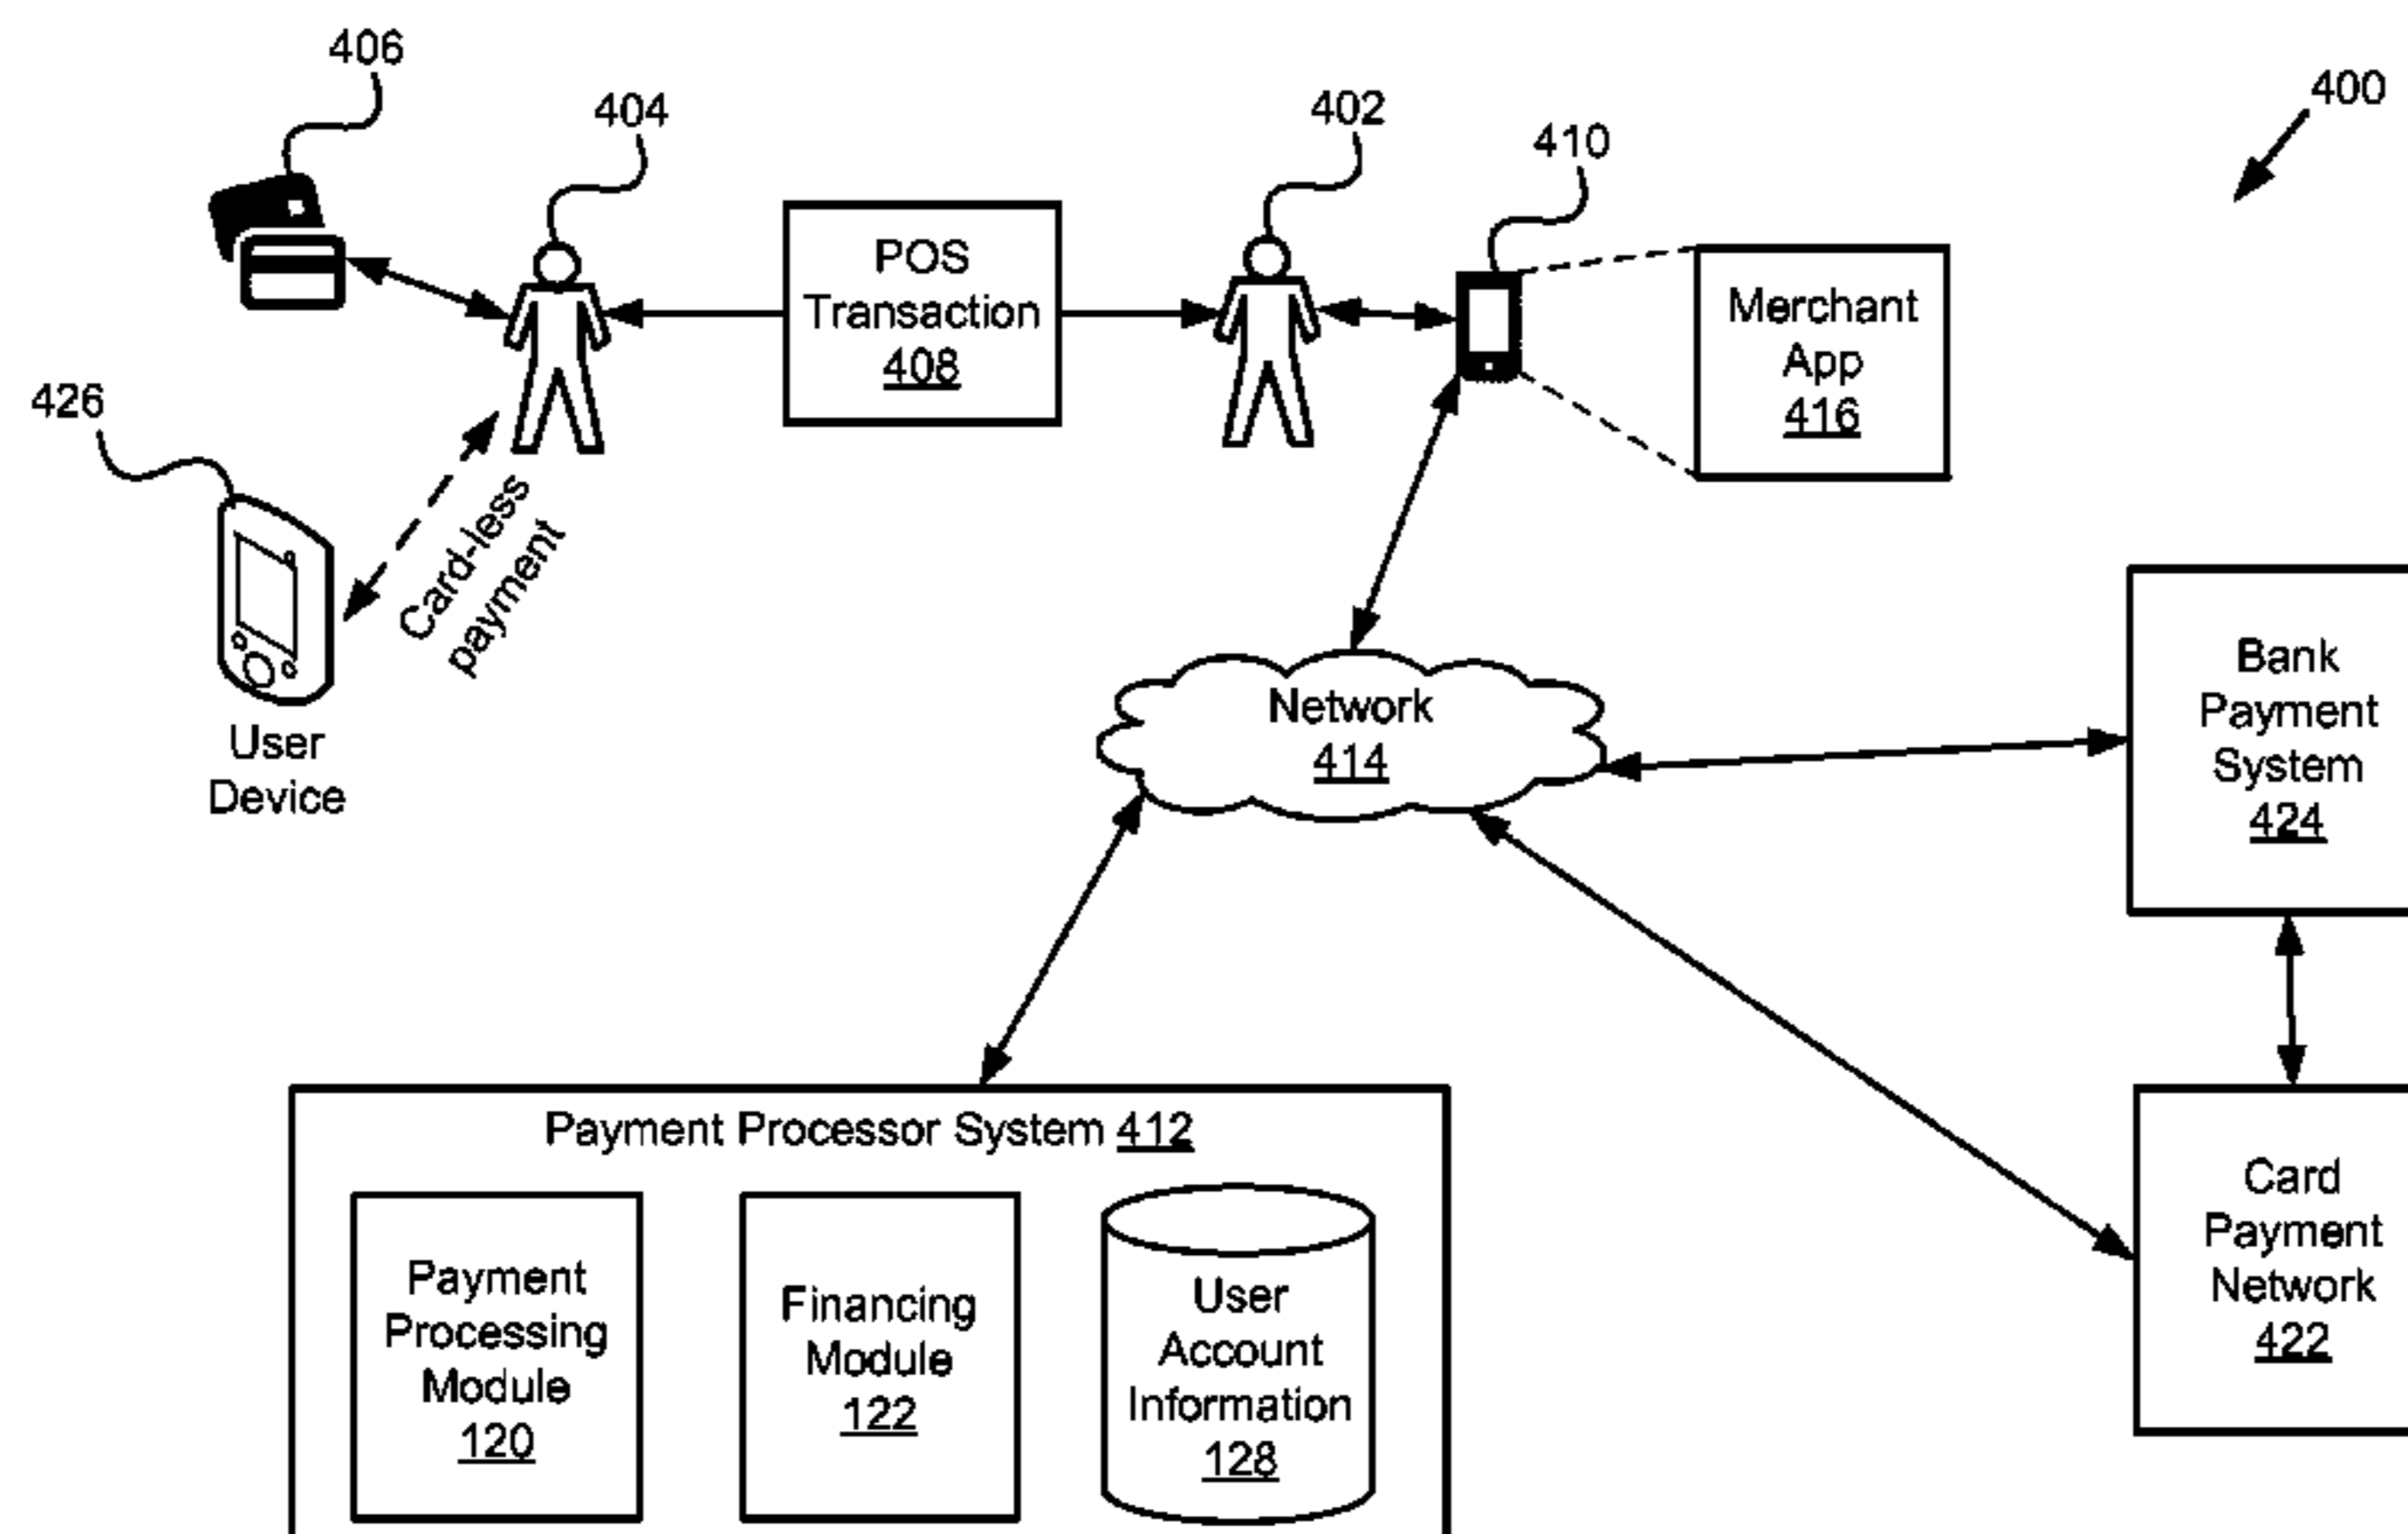 406
404
402
410
400
POS
Transaction
408
Merchant
App
416
426
Card-less
payment
User
Device
Network
414
Bank
Payment
System
424
Payment Processor System 412
Payment
Processing
Module
120
Financing
Module
122
User
Account
Information
128
Card
Payment
Network
422